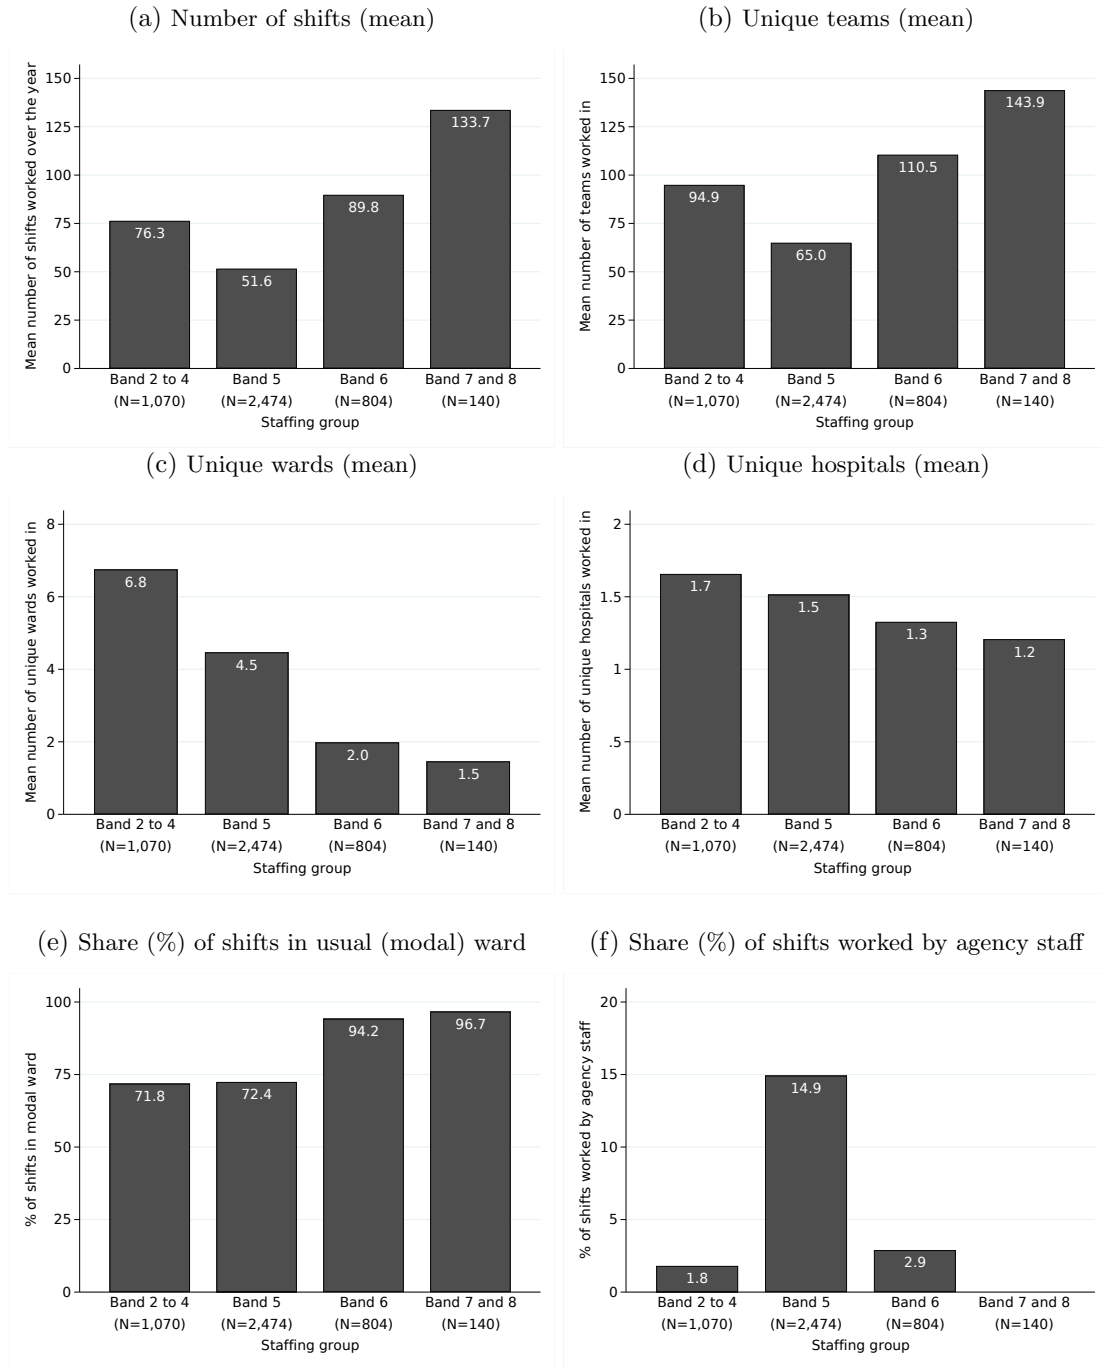 (a) Number of shifts (mean)
Mean number of shifts worked over the year
150
125
100
75
50
25
0
76.3
51.6
89.8
133.7
Band 2 to 4 Band 5 Band 6 Band 7 and 8
(N=1,070) (N=2,474) (N=804) (N=140)
Staffing group
(b) Unique teams (mean)
Mean number of teams worked in
150
125
100
75
50
25
0
94.9
65.0
110.5
143.9
Band 2 to 4 Band 5 Band 6 Band 7 and 8
(N=1,070) (N=2,474) (N=804) (N=140)
Staffing group
(c) Unique wards (mean)
Mean number of unique wards worked in
8
6
4
2
0
6.8
4.5
2.0
1.5
Band 2 to 4 Band 5 Band 6 Band 7 and 8
(N=1,070) (N=2,474) (N=804) (N=140)
Staffing group
(d) Unique hospitals (mean)
Mean number of unique hospitals worked in
2
1.5
1
.5
0
1.7
1.5
1.3
1.2
Band 2 to 4 Band 5 Band 6 Band 7 and 8
(N=1,070) (N=2,474) (N=804) (N=140)
Staffing group
(e) Share (%) of shifts in usual (modal) ward
% of shifts in modal ward
100
75
50
25
0
71.8
72.4
94.2
96.7
Band 2 to 4 Band 5 Band 6 Band 7 and 8
(N=1,070) (N=2,474) (N=804) (N=140)
Staffing group
(f) Share (%) of shifts worked by agency staff
% of shifts worked by agency staff
20
15
10
5
0
1.8
14.9
2.9
Band 2 to 4 Band 5 Band 6 Band 7 and 8
(N=1,070) (N=2,474) (N=804) (N=140)
Staffing group